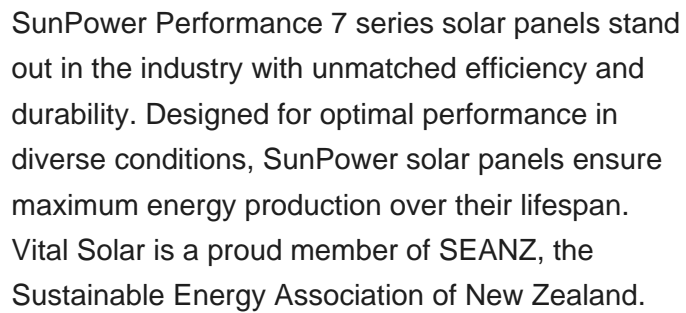 SunPower Performance 7 series solar panels stand
out in the industry with unmatched efficiency and
durability. Designed for optimal performance in
diverse conditions, SunPower solar panels ensure
maximum energy production over their lifespan.
Vital Solar is a proud member of SEANZ, the
Sustainable Energy Association of New Zealand.